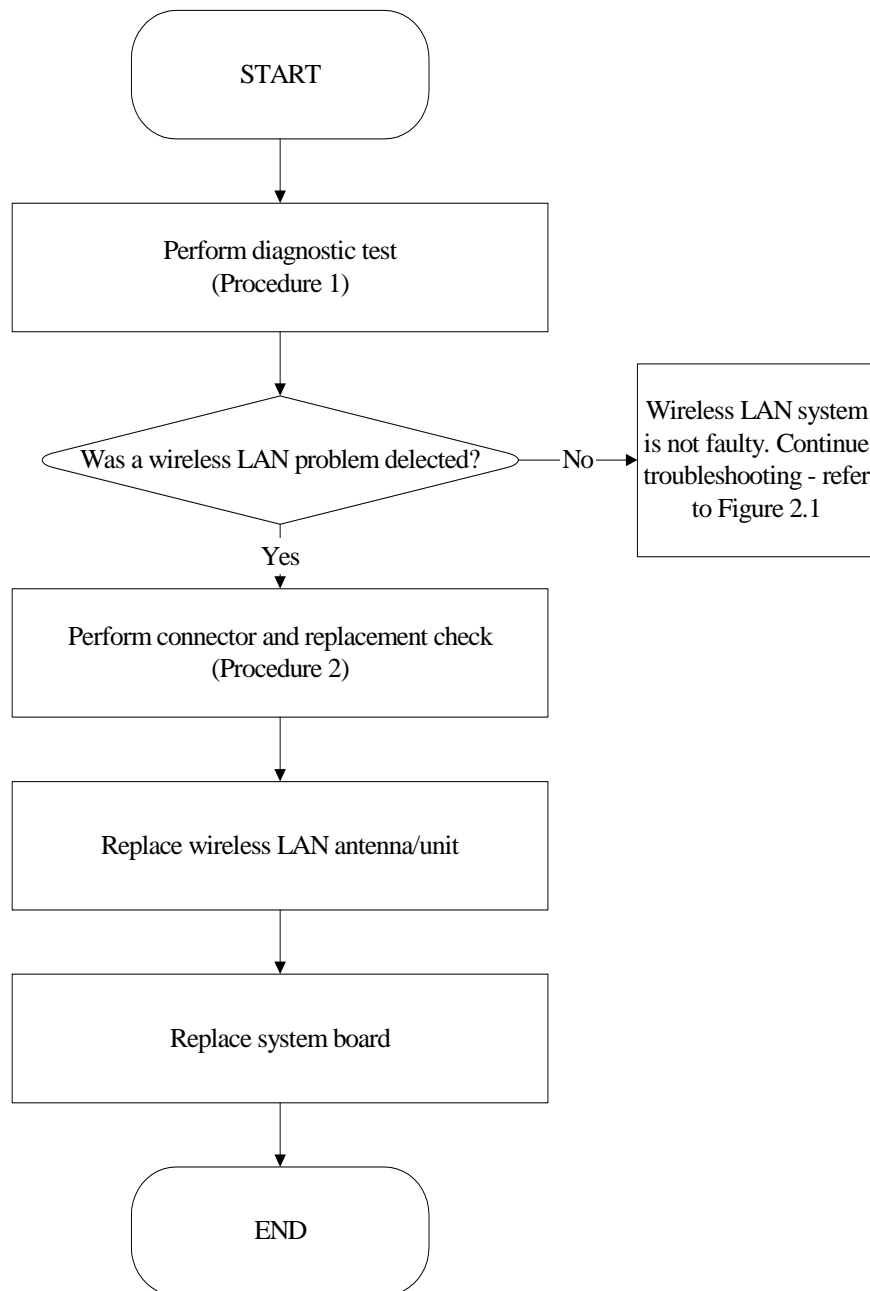 START
Perform diagnostic test
(Procedure 1)
Was a wireless LAN problem delected?
No
Wireless LAN system
is not faulty. Continue
troubleshooting - refer
to Figure 2.1
Yes
Perform connector and replacement check
(Procedure 2)
Replace wireless LAN antenna/unit
Replace system board
END